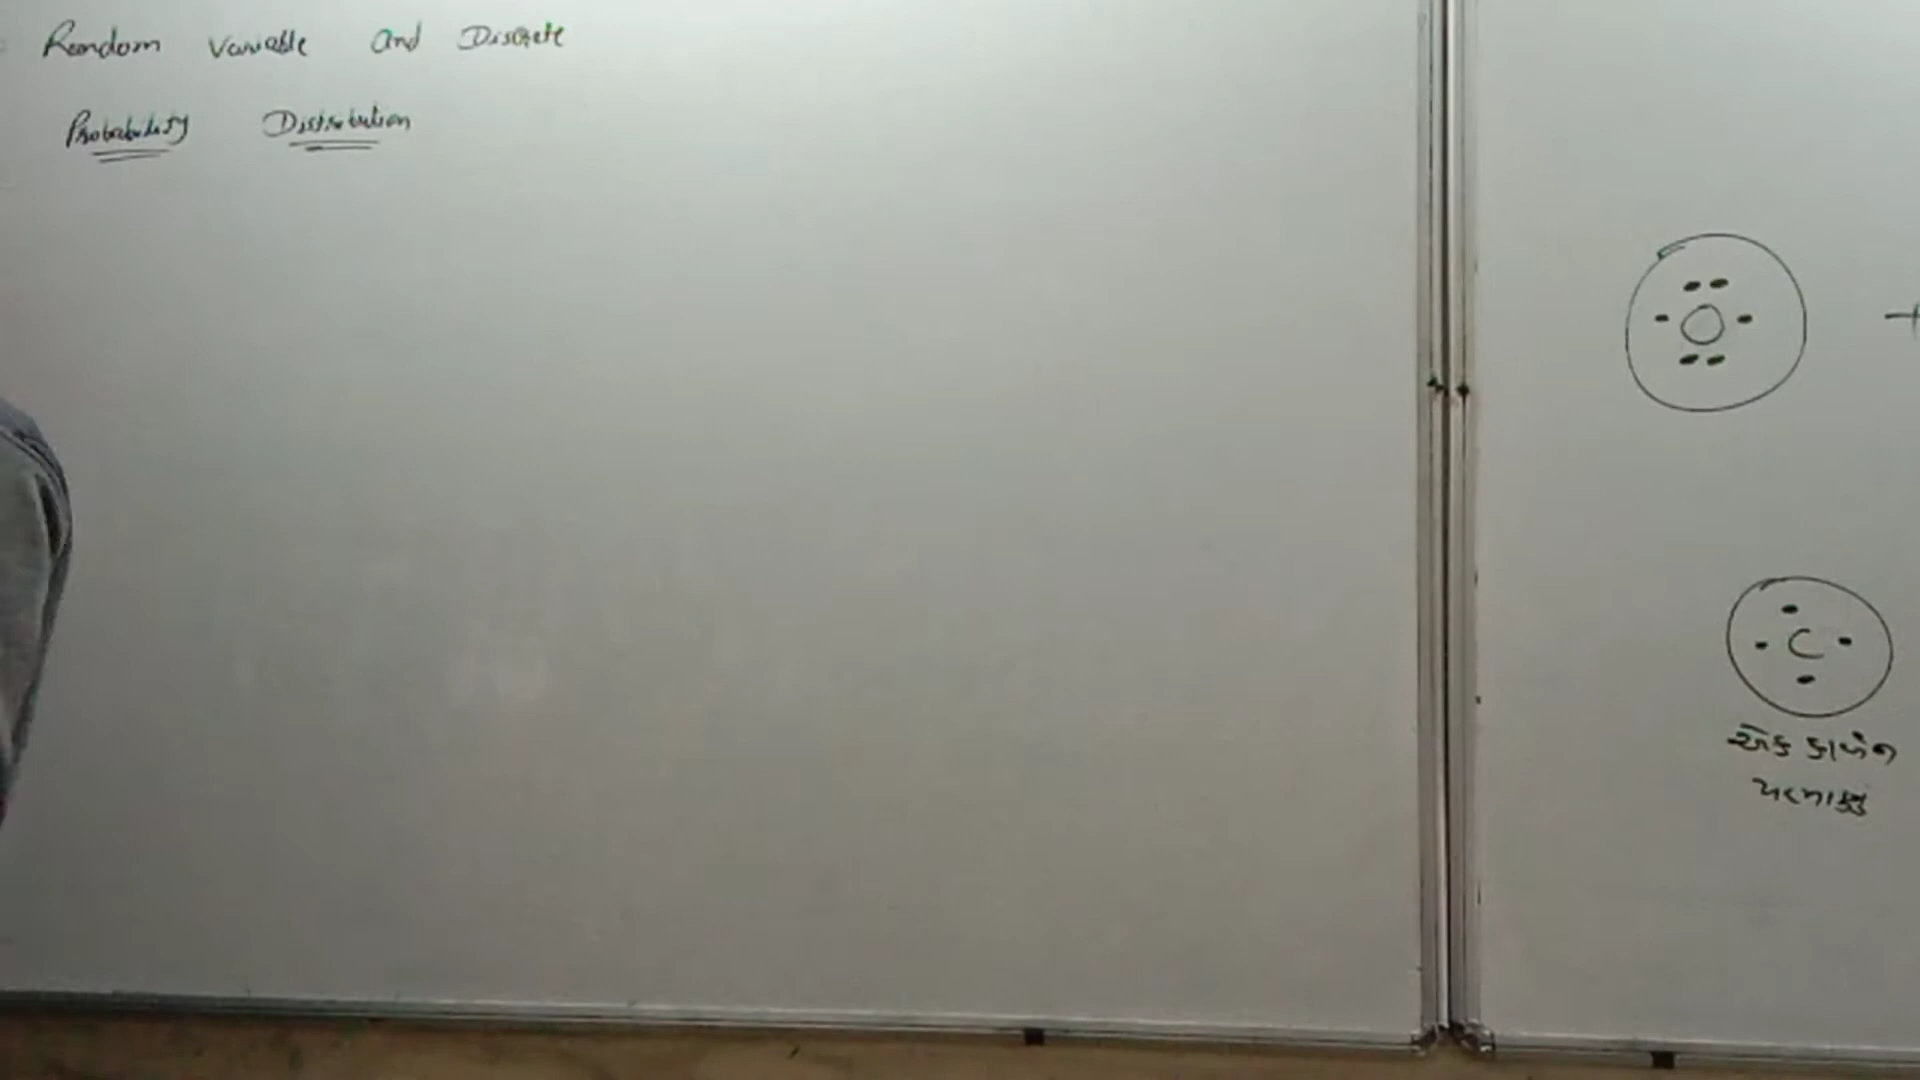 Random Variable and Discrete
Probability Distribution
+
C
એક કાર્બન
પરમાણુ